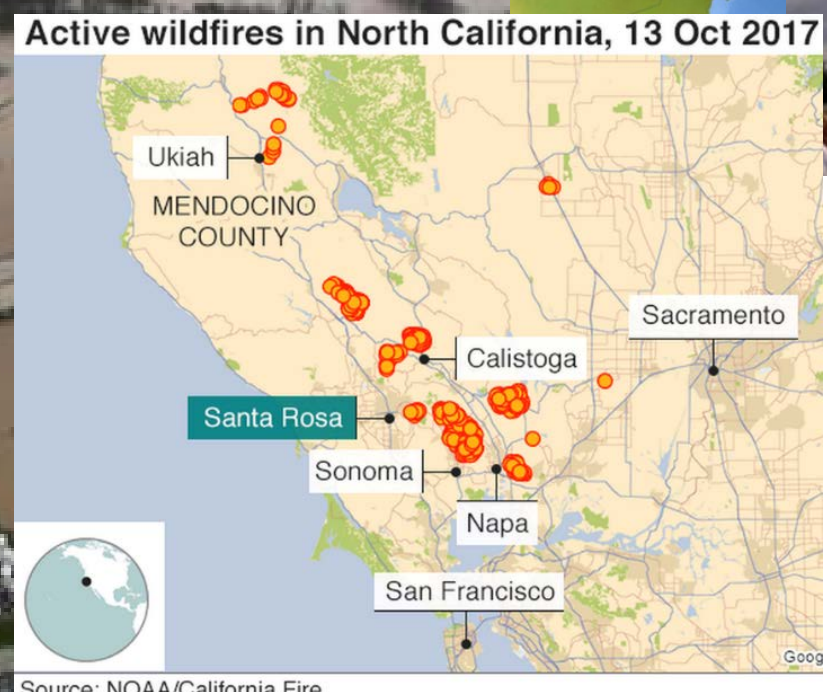 Active wildfires in North California, 13 Oct 2017
Ukiah
MENDOCINO
COUNTY
Sacramento
Calistoga
Santa Rosa
Sonoma
Napa
San Francisco
Goog
Source: NOAA/California Fire